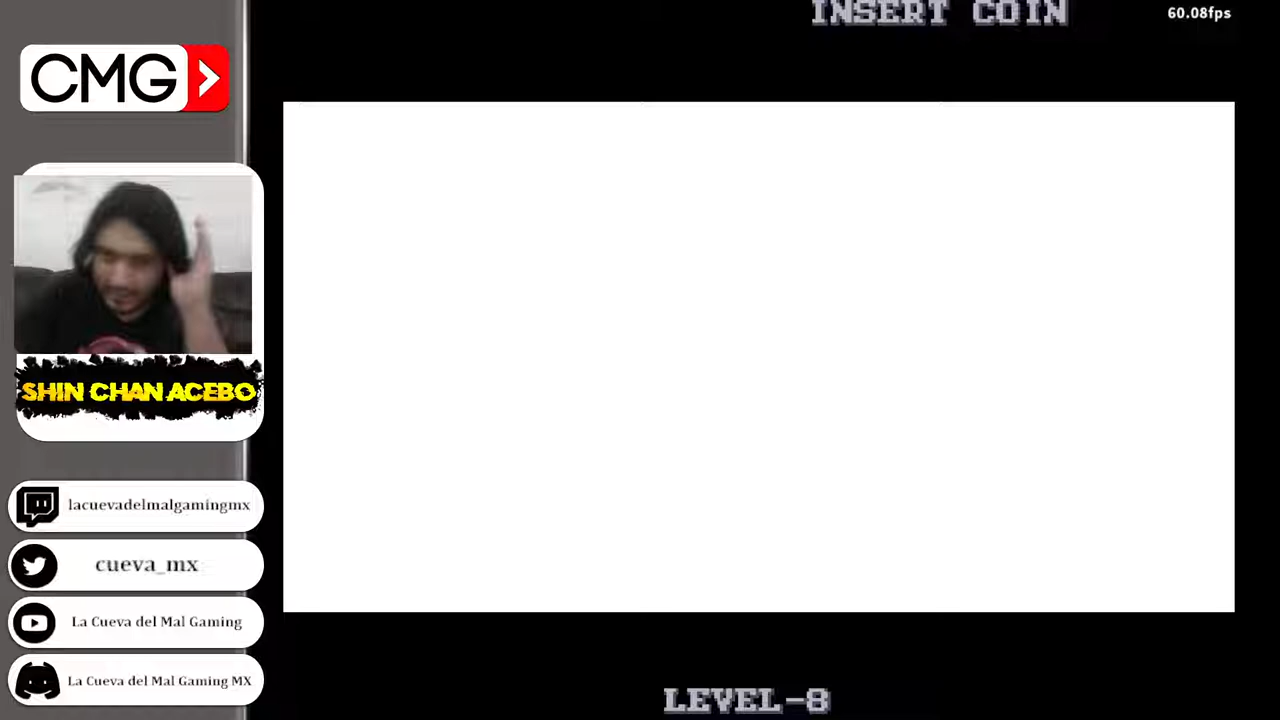 INSERT COIN
60.08fps
CMG
SHIN CHAN ACEBO
lacuevadelmalgamingmx
cueva_mx
La Cueva del Mal Gaming
La Cueva del Mal Gaming MX
LEVEL-8